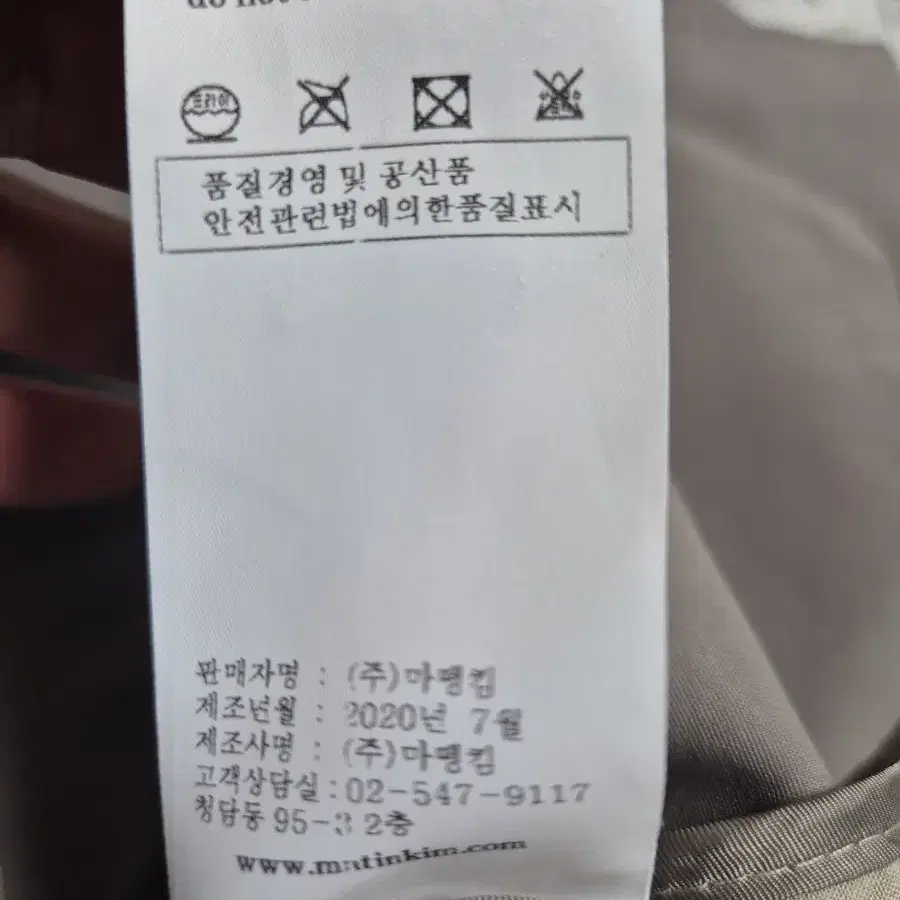 do not
드라이
품질경영 및 공산품
안전관련법에의한품질표시
판매자명 : (주)마뗑킴
제조년월 : 2020년 7월
제조사명 : (주)마뗑킴
고객상담실 : 02-547-9117
청담동 95-3 2층
www.matinkim.com